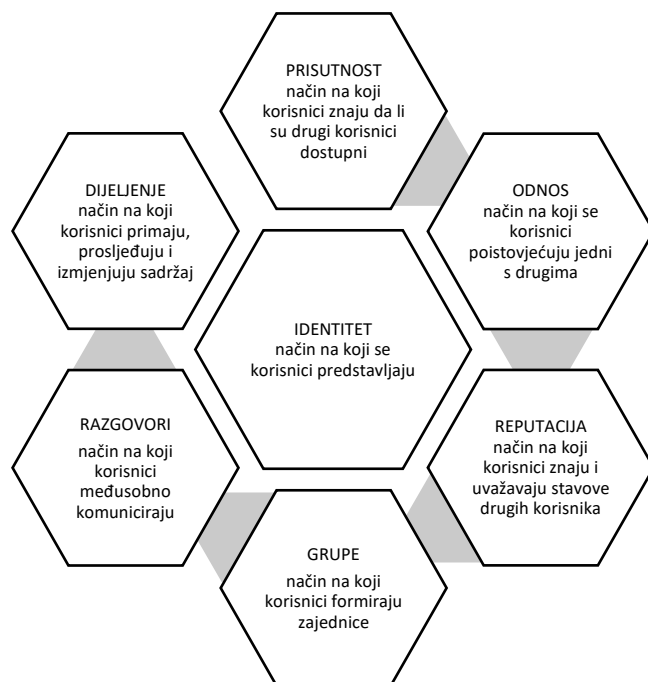 PRISUTNOST
način na koji
korisnici znaju da li
su drugi korisnici
dostupni
DIJELJENJE
način na koji
korisnici primaju,
prosljeđuju i
izmjenjuju sadržaj
ODNOS
način na koji se
korisnici
poistovjećuju jedni
s drugima
IDENTITET
način na koji se
korisnici predstavljaju
RAZGOVORI
način na koji
korisnici
međusobno
komuniciraju
REPUTACIJA
način na koji
korisnici znaju i
uvažavaju stavove
drugih korisnika
GRUPE
način na koji
korisnici formiraju
zajednice